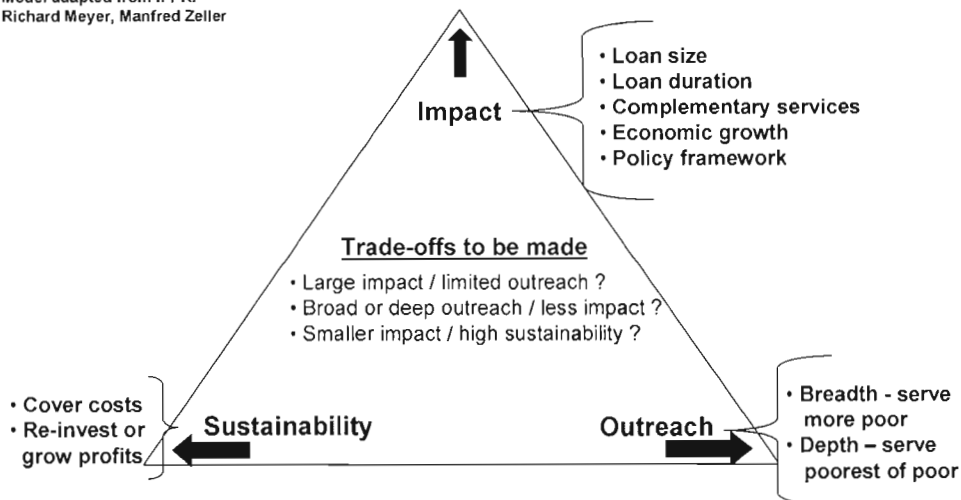 Richard Meyer, Manfred Zeller
Impact
• Loan size
• Loan duration
• Complementary services
• Economic growth
• Policy framework
Trade-offs to be made
• Large impact / limited outreach ?
• Broad or deep outreach / less impact ?
• Smaller impact / high sustainability ?
• Cover costs
• Re-invest or
grow profits
Sustainability
Outreach
• Breadth - serve
more poor
• Depth – serve
poorest of poor